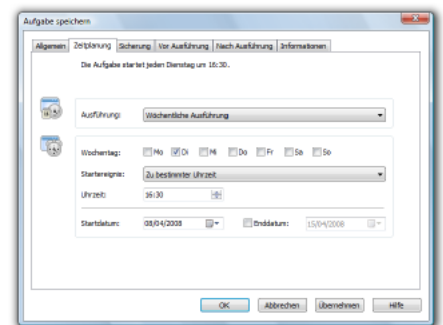 Aufgabe speichern
Allgemein Zeitplanung Sicherung Vor Ausführung Nach Ausführung Informationen
Die Aufgabe startet jeden Dienstag um 16:30.
Ausführung: Wöchentliche Ausführung
Wochentag: Mo Di Mi Do Fr Sa So
Startereignis: Zu bestimmter Uhrzeit
Uhrzeit: 16:30
Startdatum: 08/04/2008 Enddatum: 15/04/2008
OK Abbrechen Übernehmen Hilfe